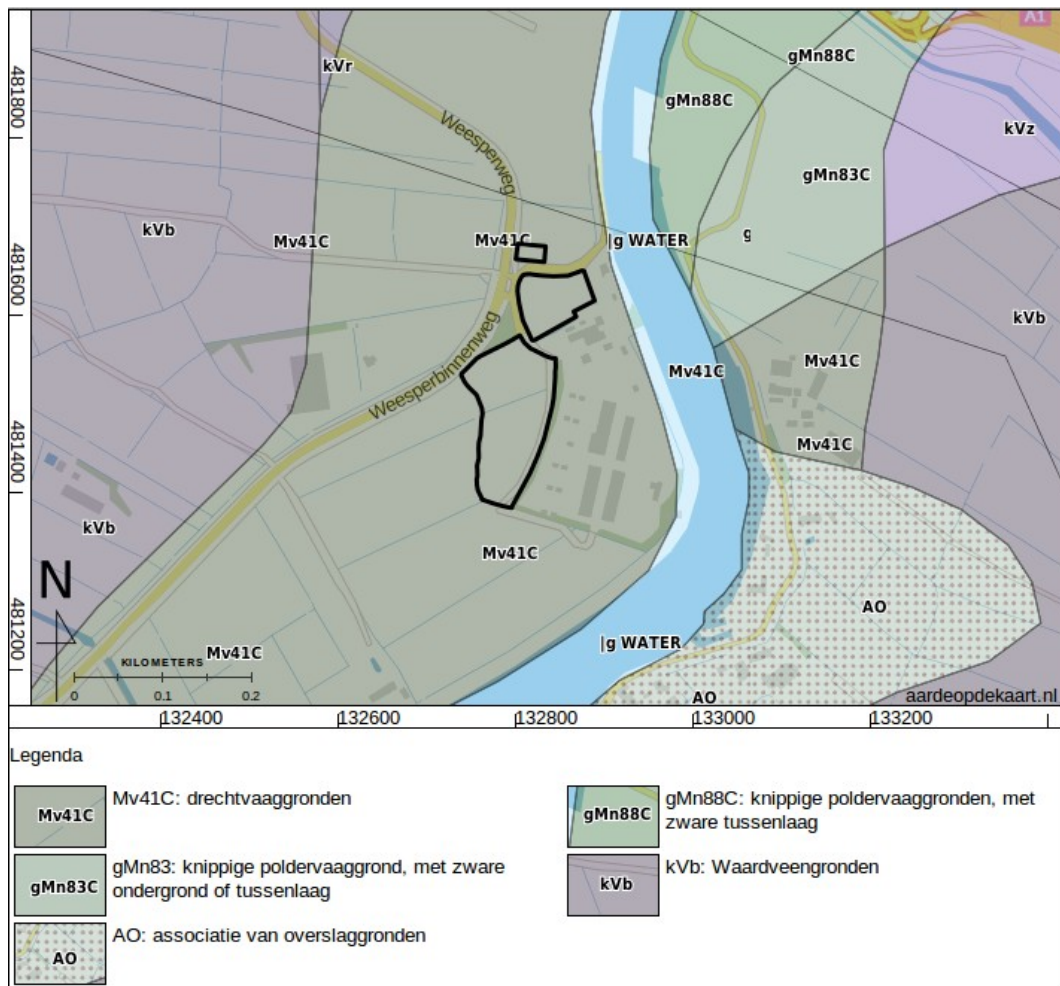 A1
gMn88C
kVr
gMn88C
kVz
481800
Weesperweg
gMn83C
kVb
Mv41C
Mv41C
|g WATER
g
481600
kVb
Weesperbinnenweg
Mv41C
Mv41C
Mv41C
481400
kVb
Mv41C
N
AO
481200
Mv41C
|g WATER
KILOMETERS
0 0.1 0.2
AO
aardeopdekaart.nl
132400 132600 132800 133000 133200
Legenda
Mv41C
Mv41C: drechtvaaggronden
gMn88C
gMn88C: knippige poldervaaggronden, met
zware tussenlaag
gMn83C
gMn83: knippige poldervaaggrond, met zware
ondergrond of tussenlaag
kVb
kVb: Waardveengronden
AO
AO: associatie van overslaggronden